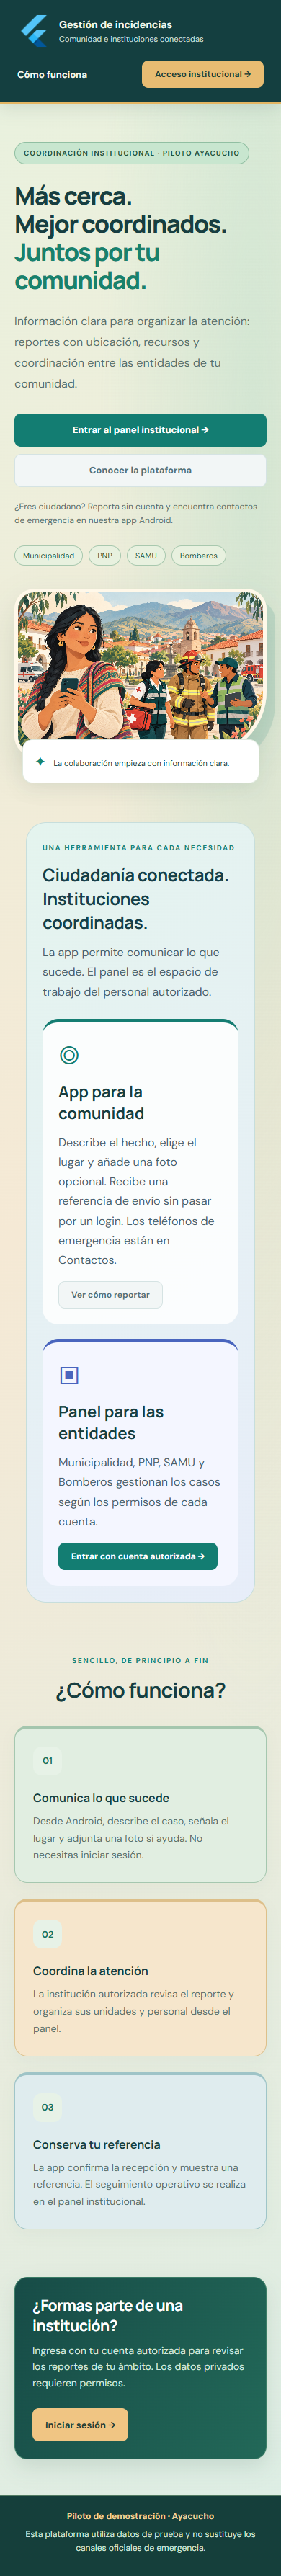 Gestión de incidencias
Comunidad e instituciones conectadas
Cómo funciona
Acceso institucional →
COORDINACIÓN INSTITUCIONAL · PILOTO AYACUCHO
Más cerca.
Mejor coordinados.
Juntos por tu
comunidad.
Información clara para organizar la atención:
reportes con ubicación, recursos y
coordinación entre las entidades de tu
comunidad.
Entrar al panel institucional →
Conocer la plataforma
¿Eres ciudadano? Reporta sin cuenta y encuentra contactos
de emergencia en nuestra app Android.
Municipalidad
PNP
SAMU
Bomberos
La colaboración empieza con información clara.
UNA HERRAMIENTA PARA CADA NECESIDAD
Ciudadanía conectada.
Instituciones
coordinadas.
La app permite comunicar lo que
sucede. El panel es el espacio de
trabajo del personal autorizado.
App para la
comunidad
Describe el hecho, elige el
lugar y añade una foto
opcional. Recibe una
referencia de envío sin pasar
por un login. Los teléfonos de
emergencia están en
Contactos.
Ver cómo reportar
Panel para las
entidades
Municipalidad, PNP, SAMU y
Bomberos gestionan los casos
según los permisos de cada
cuenta.
Entrar con cuenta autorizada →
SENCILLO, DE PRINCIPIO A FIN
¿Cómo funciona?
01
Comunica lo que sucede
Desde Android, describe el caso, señala el
lugar y adjunta una foto si ayuda. No
necesitas iniciar sesión.
02
Coordina la atención
La institución autorizada revisa el reporte y
organiza sus unidades y personal desde el
panel.
03
Conserva tu referencia
La app confirma la recepción y muestra una
referencia. El seguimiento operativo se realiza
en el panel institucional.
¿Formas parte de una
institución?
Ingresa con tu cuenta autorizada para revisar
los reportes de tu ámbito. Los datos privados
requieren permisos.
Iniciar sesión →
Piloto de demostración · Ayacucho
Esta plataforma utiliza datos de prueba y no sustituye los
canales oficiales de emergencia.